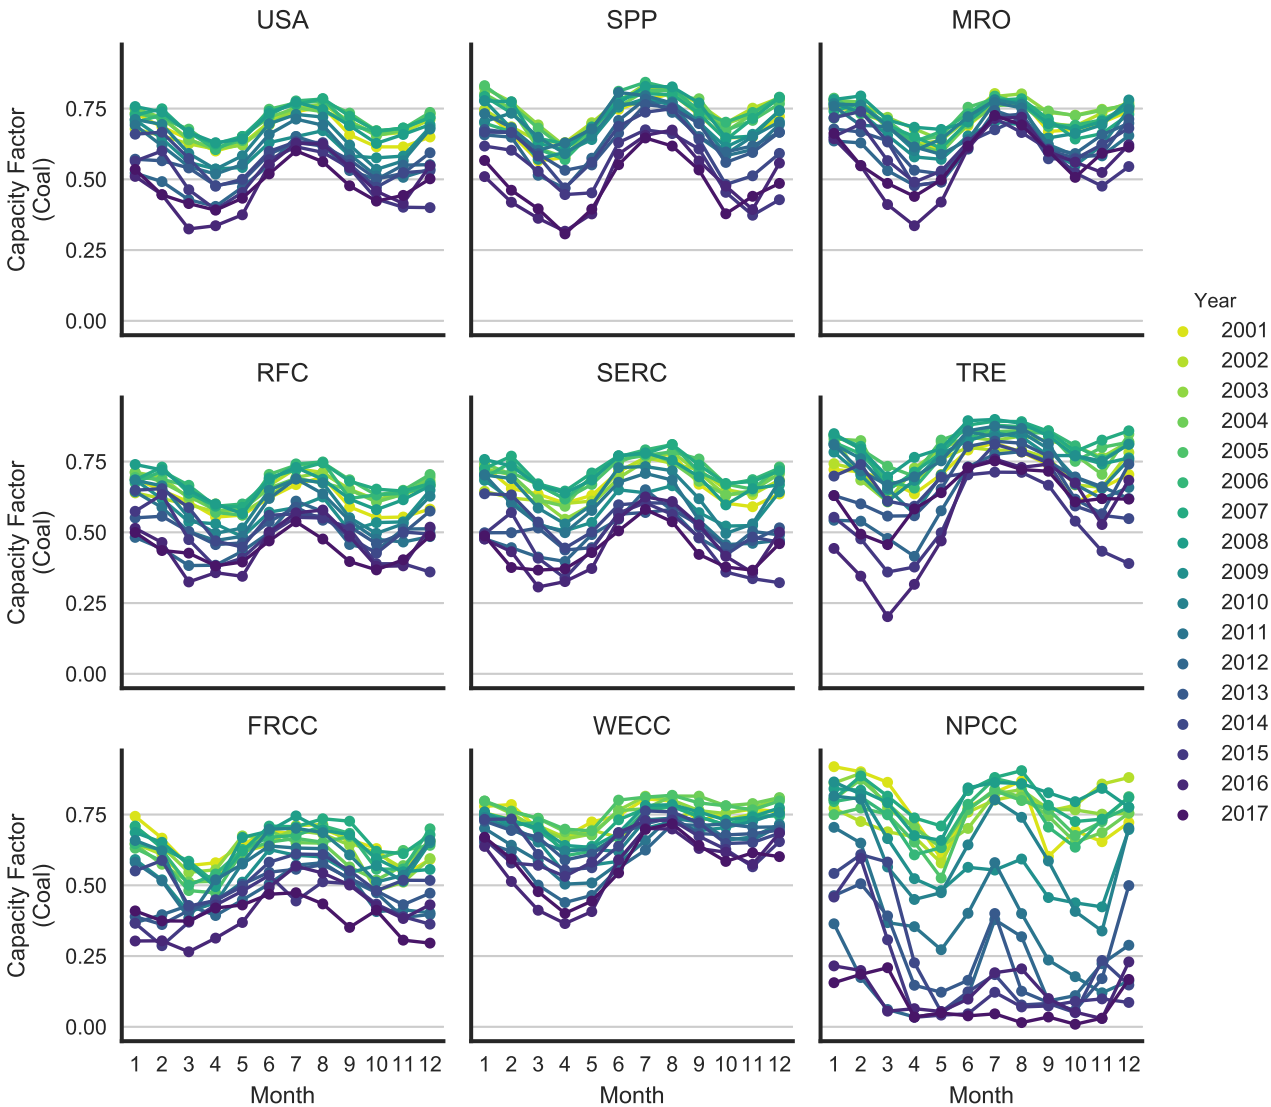 USA
SPP
MRO
Capacity Factor
(Coal)
0.75
0.50
0.25
0.00
RFC
SERC
TRE
Capacity Factor
(Coal)
0.75
0.50
0.25
0.00
FRCC
WECC
NPCC
Capacity Factor
(Coal)
0.75
0.50
0.25
0.00
1 2 3 4 5 6 7 8 9 10 11 12
1 2 3 4 5 6 7 8 9 10 11 12
1 2 3 4 5 6 7 8 9 10 11 12
Month
Month
Month
Year
2001
2002
2003
2004
2005
2006
2007
2008
2009
2010
2011
2012
2013
2014
2015
2016
2017